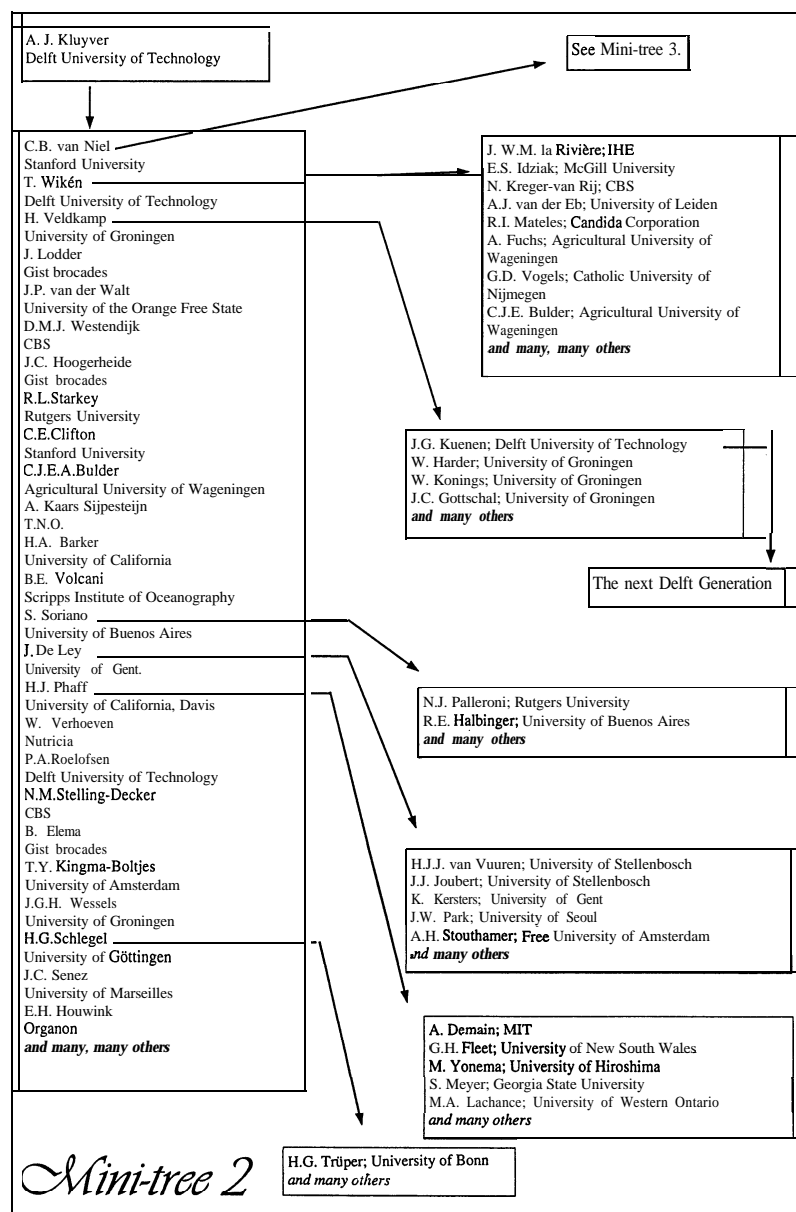 A. J. Kluyver
Delft University of Technology
See Mini-tree 3.
C.B. van Niel
Stanford University
T. Wikén
Delft University of Technology
H. Veldkamp
University of Groningen
J. Lodder
Gist brocades
J.P. van der Walt
University of the Orange Free State
D.M.J. Westendijk
CBS
J.C. Hoogerheide
Gist brocades
R.L.Starkey
Rutgers University
C.E.Clifton
Stanford University
C.J.E.A.Bulder
Agricultural University of Wageningen
A. Kaars Sijpesteijn
T.N.O.
H.A. Barker
University of California
B.E. Volcani
Scripps Institute of Oceanography
S. Soriano
University of Buenos Aires
J. De Ley
University of Gent.
H.J. Phaff
University of California, Davis
W. Verhoeven
Nutricia
P.A.Roelofsen
Delft University of Technology
N.M.Stelling-Decker
CBS
B. Elema
Gist brocades
T.Y. Kingma-Boltjes
University of Amsterdam
J.G.H. Wessels
University of Groningen
H.G.Schlegel
University of Göttingen
J.C. Senez
University of Marseilles
E.H. Houwink
Organon
and many, many others
J. W.M. la Rivière; IHE
E.S. Idziak; McGill University
N. Kreger-van Rij; CBS
A.J. van der Eb; University of Leiden
R.I. Mateles; Candida Corporation
A. Fuchs; Agricultural University of
Wageningen
G.D. Vogels; Catholic University of
Nijmegen
C.J.E. Bulder; Agricultural University of
Wageningen
and many, many others
J.G. Kuenen; Delft University of Technology
W. Harder; University of Groningen
W. Konings; University of Groningen
J.C. Gottschal; University of Groningen
and many others
The next Delft Generation
N.J. Palleroni; Rutgers University
R.E. Halbinger; University of Buenos Aires
and many others
H.J.J. van Vuuren; University of Stellenbosch
J.J. Joubert; University of Stellenbosch
K. Kersters; University of Gent
J.W. Park; University of Seoul
A.H. Stouthamer; Free University of Amsterdam
and many others
A. Demain; MIT
G.H. Fleet; University of New South Wales
M. Yonema; University of Hiroshima
S. Meyer; Georgia State University
M.A. Lachance; University of Western Ontario
and many others
H.G. Trüper; University of Bonn
and many others
Mini-tree 2